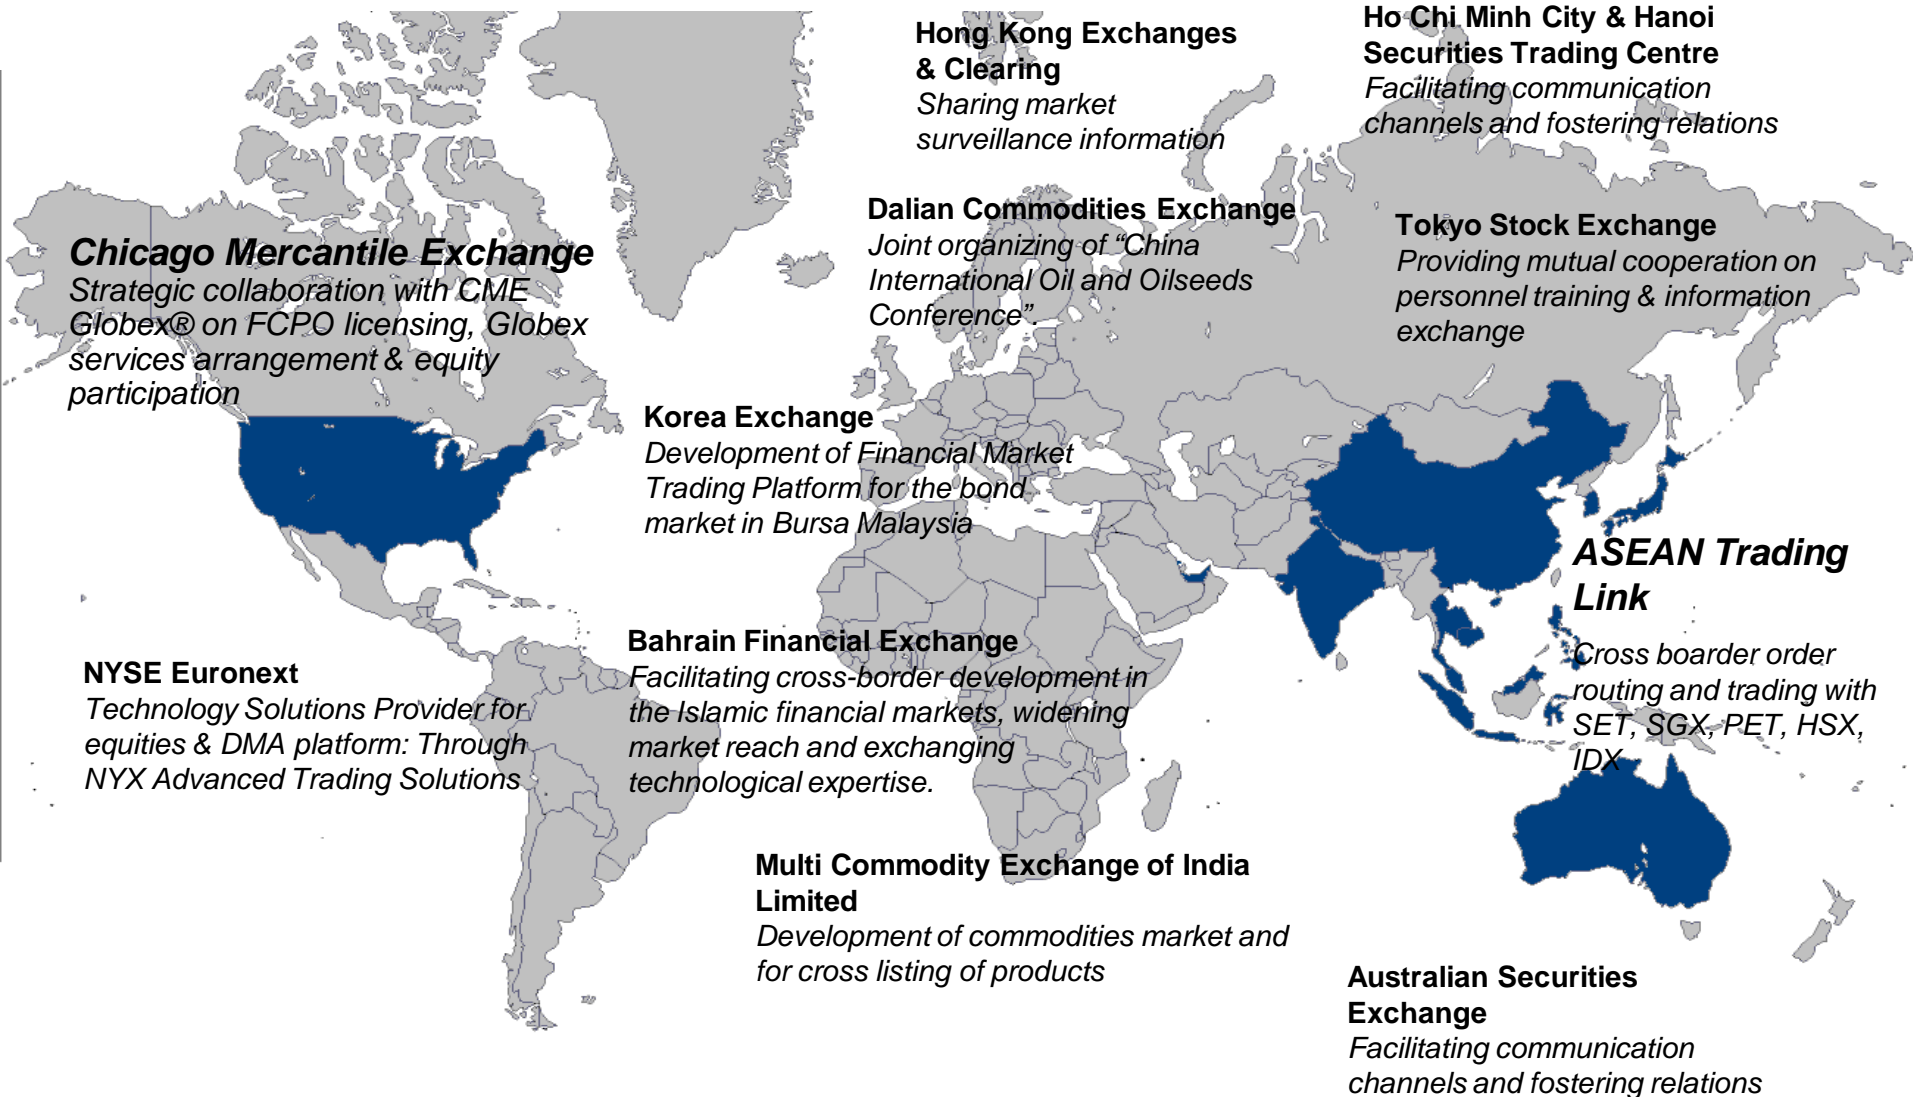 Hong Kong Exchanges
& Clearing
Sharing market
surveillance information
Ho Chi Minh City & Hanoi
Securities Trading Centre
Facilitating communication
channels and fostering relations
Dalian Commodities Exchange
Joint organizing of “China
International Oil and Oilseeds
Conference”.
Tokyo Stock Exchange
Providing mutual cooperation on
personnel training & information
exchange
Chicago Mercantile Exchange
Strategic collaboration with CME
Globex® on FCPO licensing, Globex
services arrangement & equity
participation
Korea Exchange
Development of Financial Market
Trading Platform for the bond
market in Bursa Malaysia
ASEAN Trading
Link
Cross boarder order
routing and trading with
SET, SGX, PET, HSX,
IDX
Bahrain Financial Exchange
Facilitating cross-border development in
the Islamic financial markets, widening
market reach and exchanging
technological expertise.
NYSE Euronext
Technology Solutions Provider for
equities & DMA platform: Through
NYX Advanced Trading Solutions
Multi Commodity Exchange of India
Limited
Development of commodities market and
for cross listing of products
Australian Securities
Exchange
Facilitating communication
channels and fostering relations